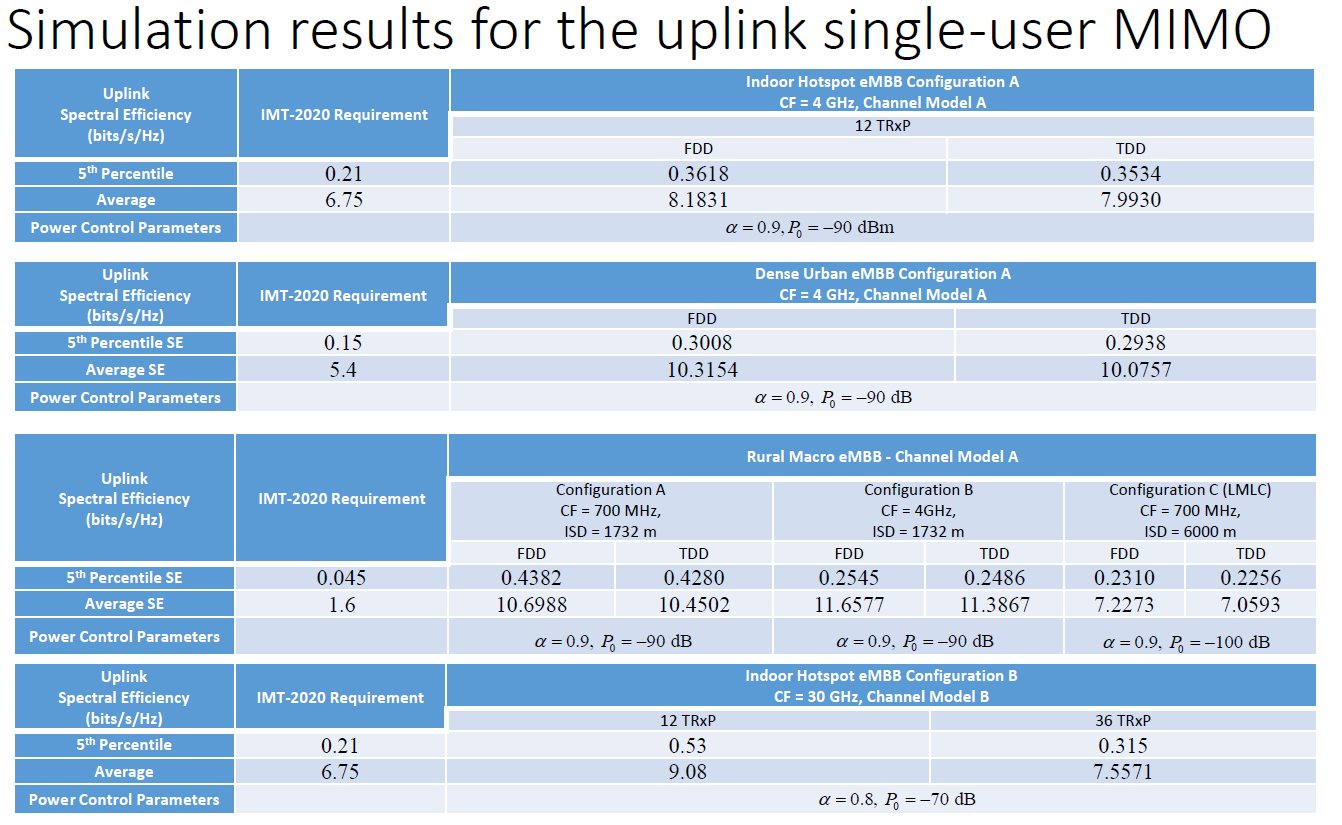 Simulation results for the uplink single-user MIMO
Uplink
Spectral Efficiency
(bits/s/Hz)
IMT-2020 Requirement
Indoor Hotspot eMBB Configuration A
CF = 4 GHz, Channel Model A
12 TRxP
FDD TDD
5th Percentile 0.21 0.3618 0.3534
Average 6.75 8.1831 7.9930
Power Control Parameters α = 0.9, P0 = −90 dBm
Uplink
Spectral Efficiency
(bits/s/Hz)
IMT-2020 Requirement
Dense Urban eMBB Configuration A
CF = 4 GHz, Channel Model A
FDD TDD
5th Percentile SE 0.15 0.3008 0.2938
Average SE 5.4 10.3154 10.0757
Power Control Parameters α = 0.9, P0 = −90 dB
Uplink
Spectral Efficiency
(bits/s/Hz)
IMT-2020 Requirement
Rural Macro eMBB - Channel Model A
Configuration A
CF = 700 MHz,
ISD = 1732 m
Configuration B
CF = 4GHz,
ISD = 1732 m
Configuration C (LMLC)
CF = 700 MHz,
ISD = 6000 m
FDD TDD FDD TDD FDD TDD
5th Percentile SE 0.045 0.4382 0.4280 0.2545 0.2486 0.2310 0.2256
Average SE 1.6 10.6988 10.4502 11.6577 11.3867 7.2273 7.0593
Power Control Parameters α = 0.9, P0 = −90 dB α = 0.9, P0 = −90 dB α = 0.9, P0 = −100 dB
Uplink
Spectral Efficiency
(bits/s/Hz)
IMT-2020 Requirement
Indoor Hotspot eMBB Configuration B
CF = 30 GHz, Channel Model B
12 TRxP 36 TRxP
5th Percentile 0.21 0.53 0.315
Average 6.75 9.08 7.5571
Power Control Parameters α = 0.8, P0 = −70 dB